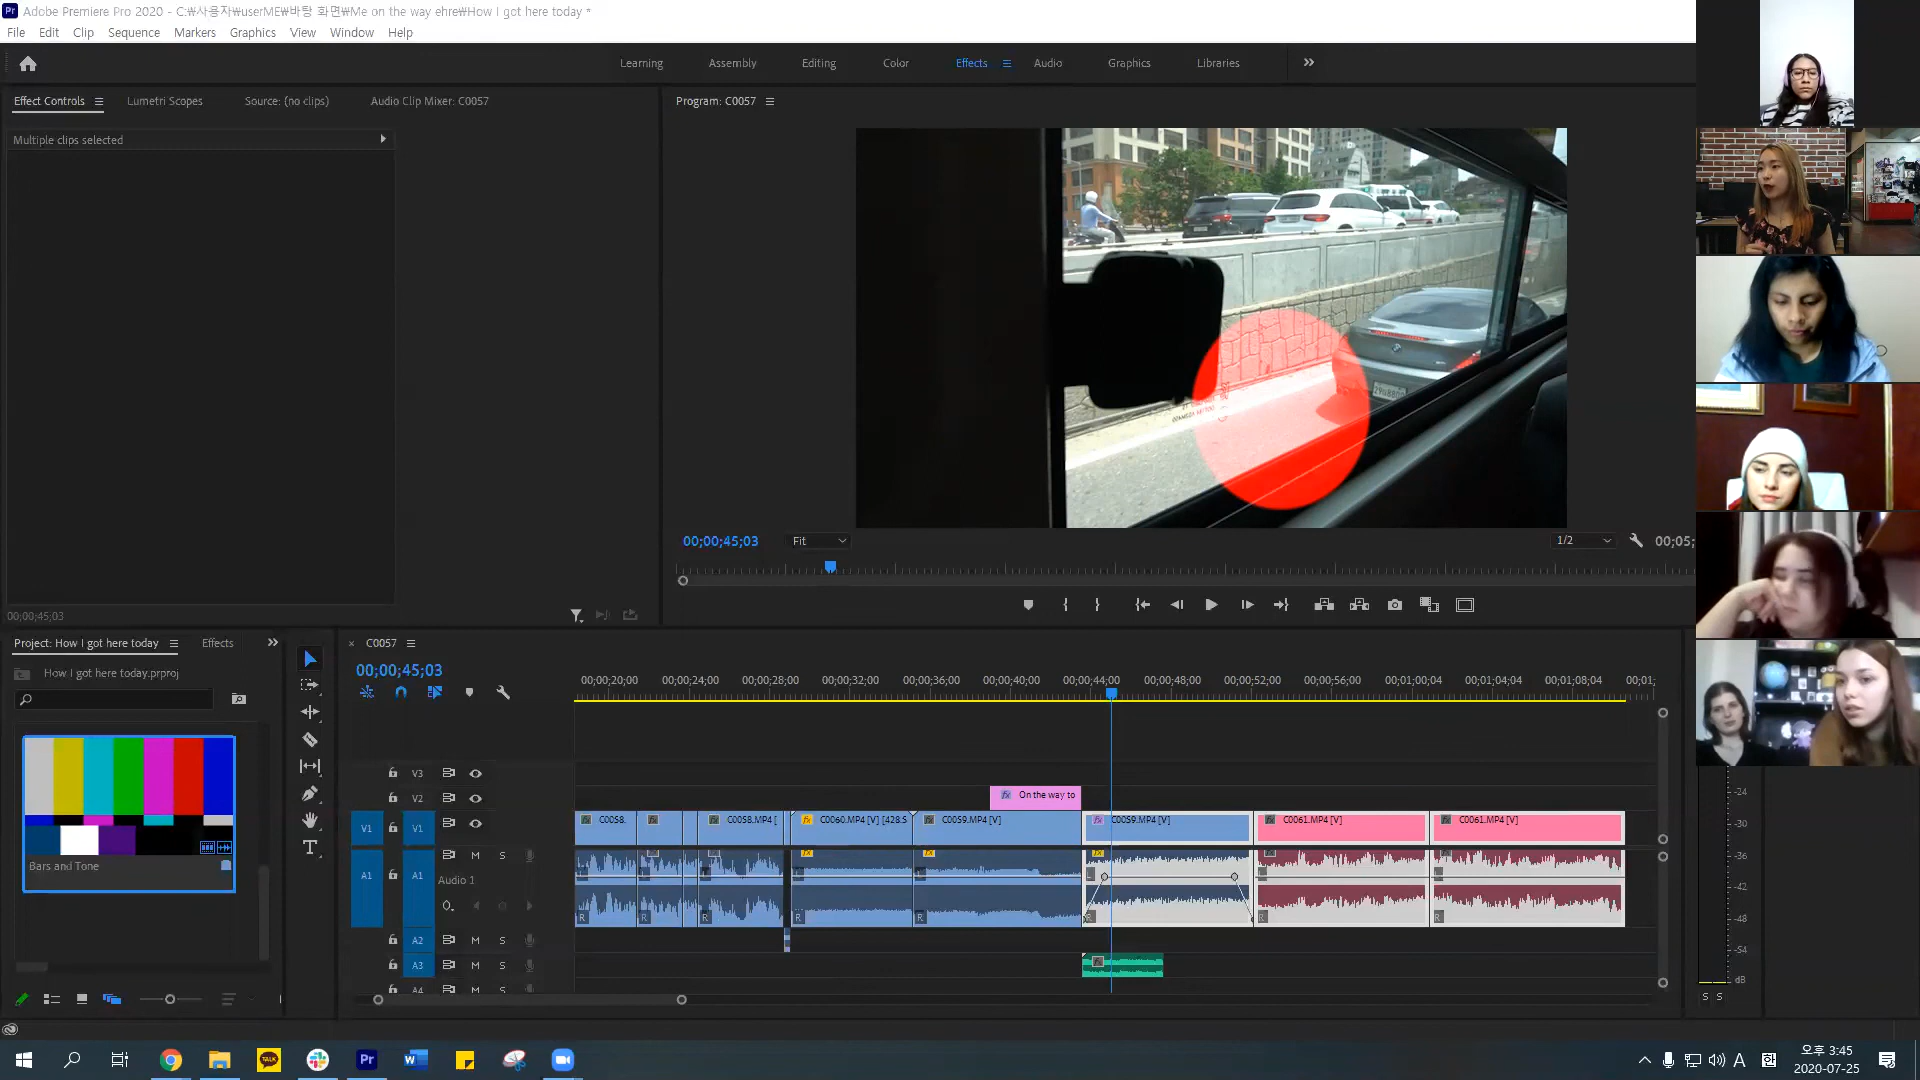 Adobe Premiere Pro 2020 - C:₩사용자₩userME₩바탕 화면₩Me on the way ehre₩How I got here today *
File Edit Clip Sequence Markers Graphics View Window Help
Learning Assembly Editing Color Effects Audio Graphics Libraries
Effect Controls Lumetri Scopes Source: (no clips) Audio Clip Mixer: C0057
Program: C0057
Multiple clips selected
00;00;45;03 Fit 1/2 00;05;
00;00;45;03
Project: How I got here today Effects
How I got here today.prproj
Bars and Tone
C0057
00;00;45;03
00;00;20;00 00;00;24;00 00;00;28;00 00;00;32;00 00;00;36;00 00;00;40;00 00;00;44;00 00;00;48;00 00;00;52;00 00;00;56;00 00;01;00;04 00;01;04;04 00;01;08;04 00;01;
V3
V2
On the way to
V1 V1
C0058. C0058.MP4 [ C0060.MP4 [V] [428.5 C0059.MP4 [V] C0059.MP4 [V] C0061.MP4 [V] C0061.MP4 [V]
A1 A1 M S
Audio 1
L L L L L
R R R R R R R R
A2 M S
A3 M S
A4 M S
-24
-30
-36
-42
-48
-54
dB
S S
TALK Pr W
A 오후 3:45
2020-07-25